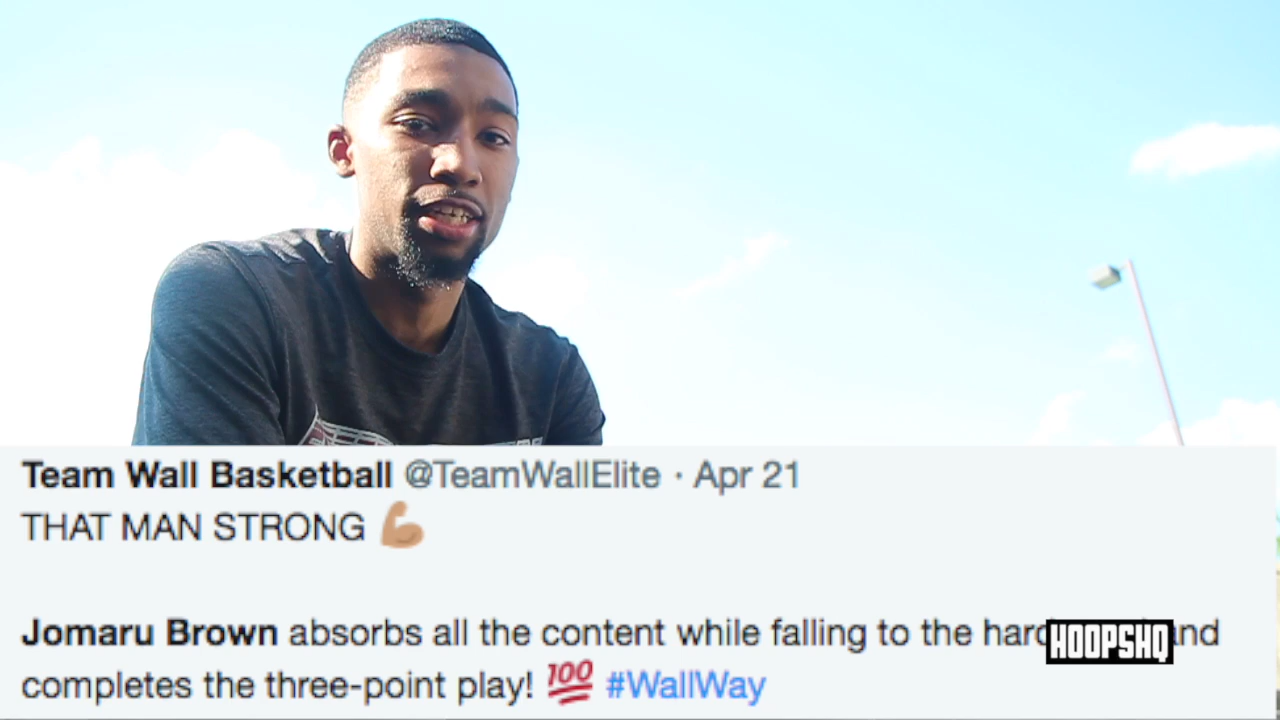 Team Wall Basketball @TeamWallElite · Apr 21
THAT MAN STRONG 💪🏽
Jomaru Brown absorbs all the content while falling to the and
HOOPSHQ
completes the three-point play! 💯 #WallWay